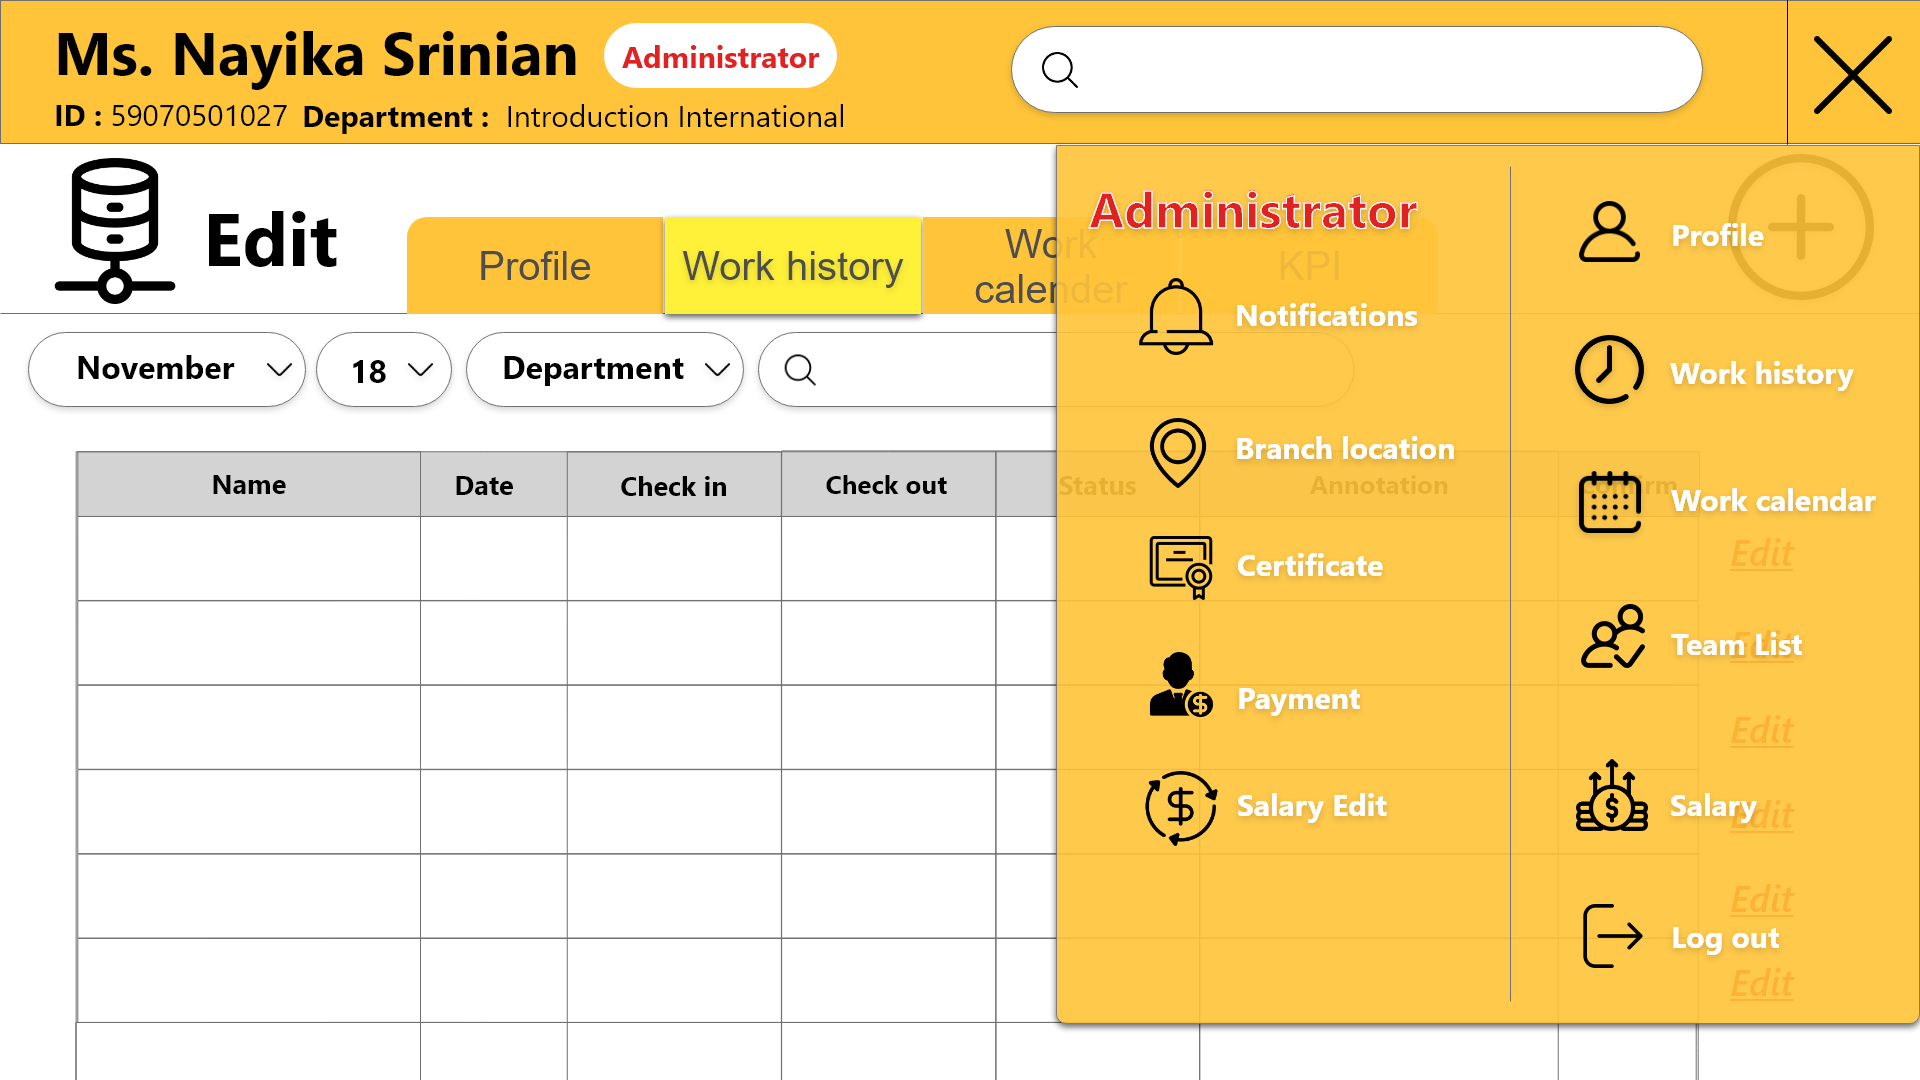 Ms. Nayika Srinian Administrator
ID : 59070501027 Department : Introduction International
Edit
Profile
Work history
Work calender
KPI
November
18
Department
Name Date Check in Check out Status Annotation Confirm
Edit
Edit
Edit
Edit
Edit
Edit
Administrator
Notifications
Branch location
Certificate
Payment
Salary Edit
Profile
Work history
Work calendar
Team List
Salary
Log out